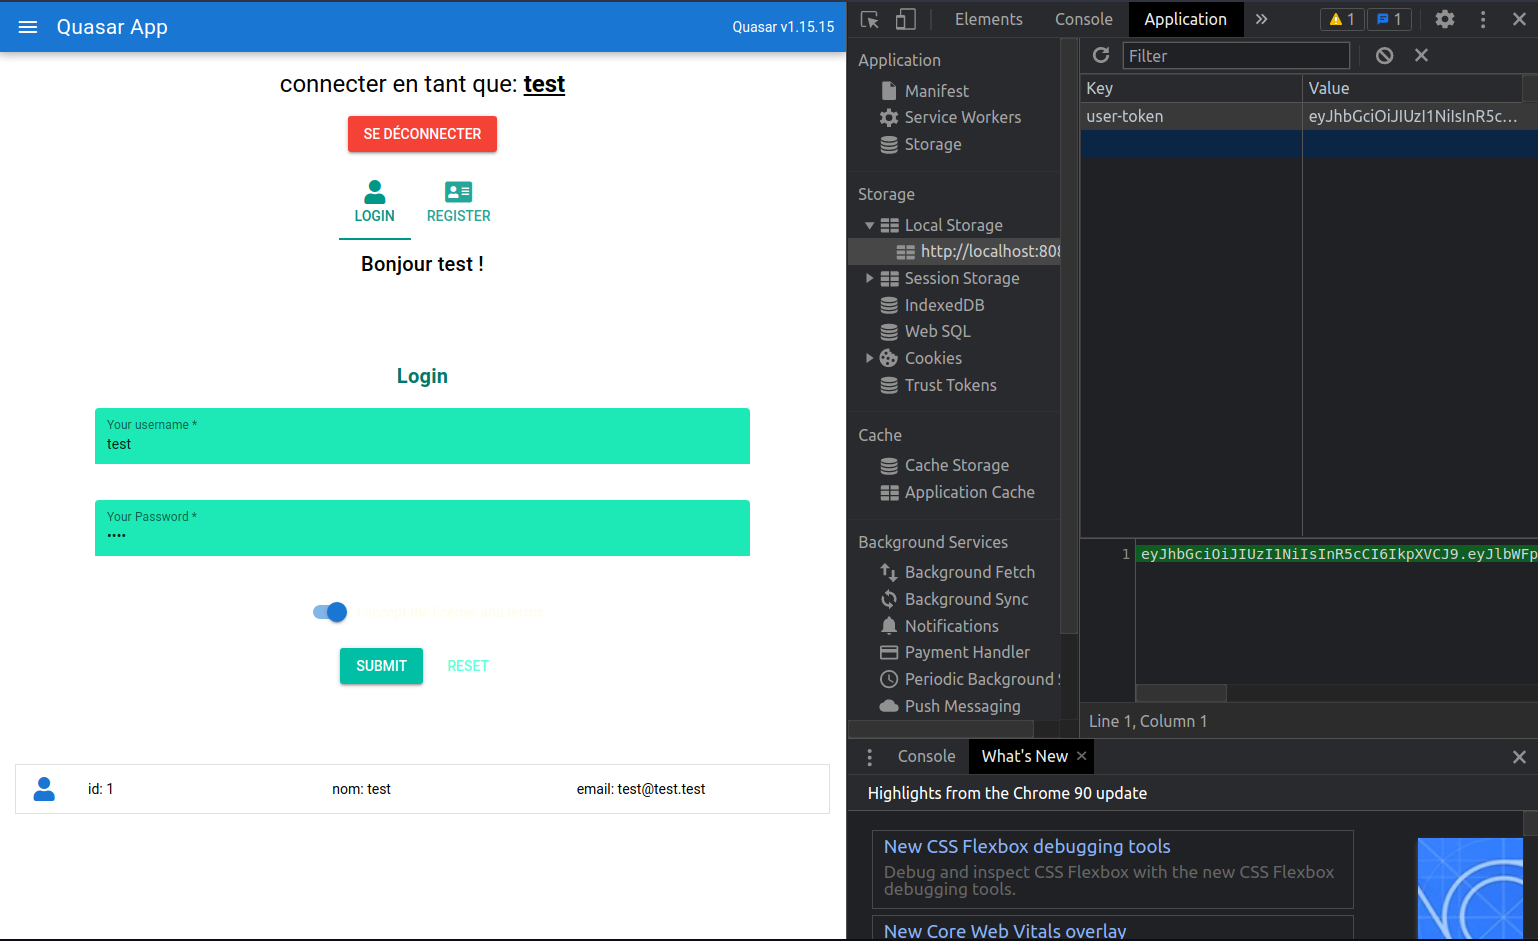 Quasar App
Quasar v1.15.15
connecter en tant que: test
SE DÉCONNECTER
LOGIN
REGISTER
Bonjour test !
Login
Your username *
test
Your Password *
••••
SUBMIT
RESET
id: 1
nom: test
email: test@test.test
Elements
Console
Application
1
1
Application
Manifest
Service Workers
Storage
Storage
Local Storage
http://localhost:808
Session Storage
IndexedDB
Web SQL
Cookies
Trust Tokens
Cache
Cache Storage
Application Cache
Background Services
Background Fetch
Background Sync
Notifications
Payment Handler
Periodic Background S
Push Messaging
Filter
Key
Value
user-token
eyJhbGciOiJIUzI1NiIsInR5c...
1
eyJhbGciOiJIUzI1NiIsInR5cCI6IkpXVCJ9.eyJlbWFp
Line 1, Column 1
Console
What's New
Highlights from the Chrome 90 update
New CSS Flexbox debugging tools
Debug and inspect CSS Flexbox with the new CSS Flexbox
debugging tools.
New Core Web Vitals overlay